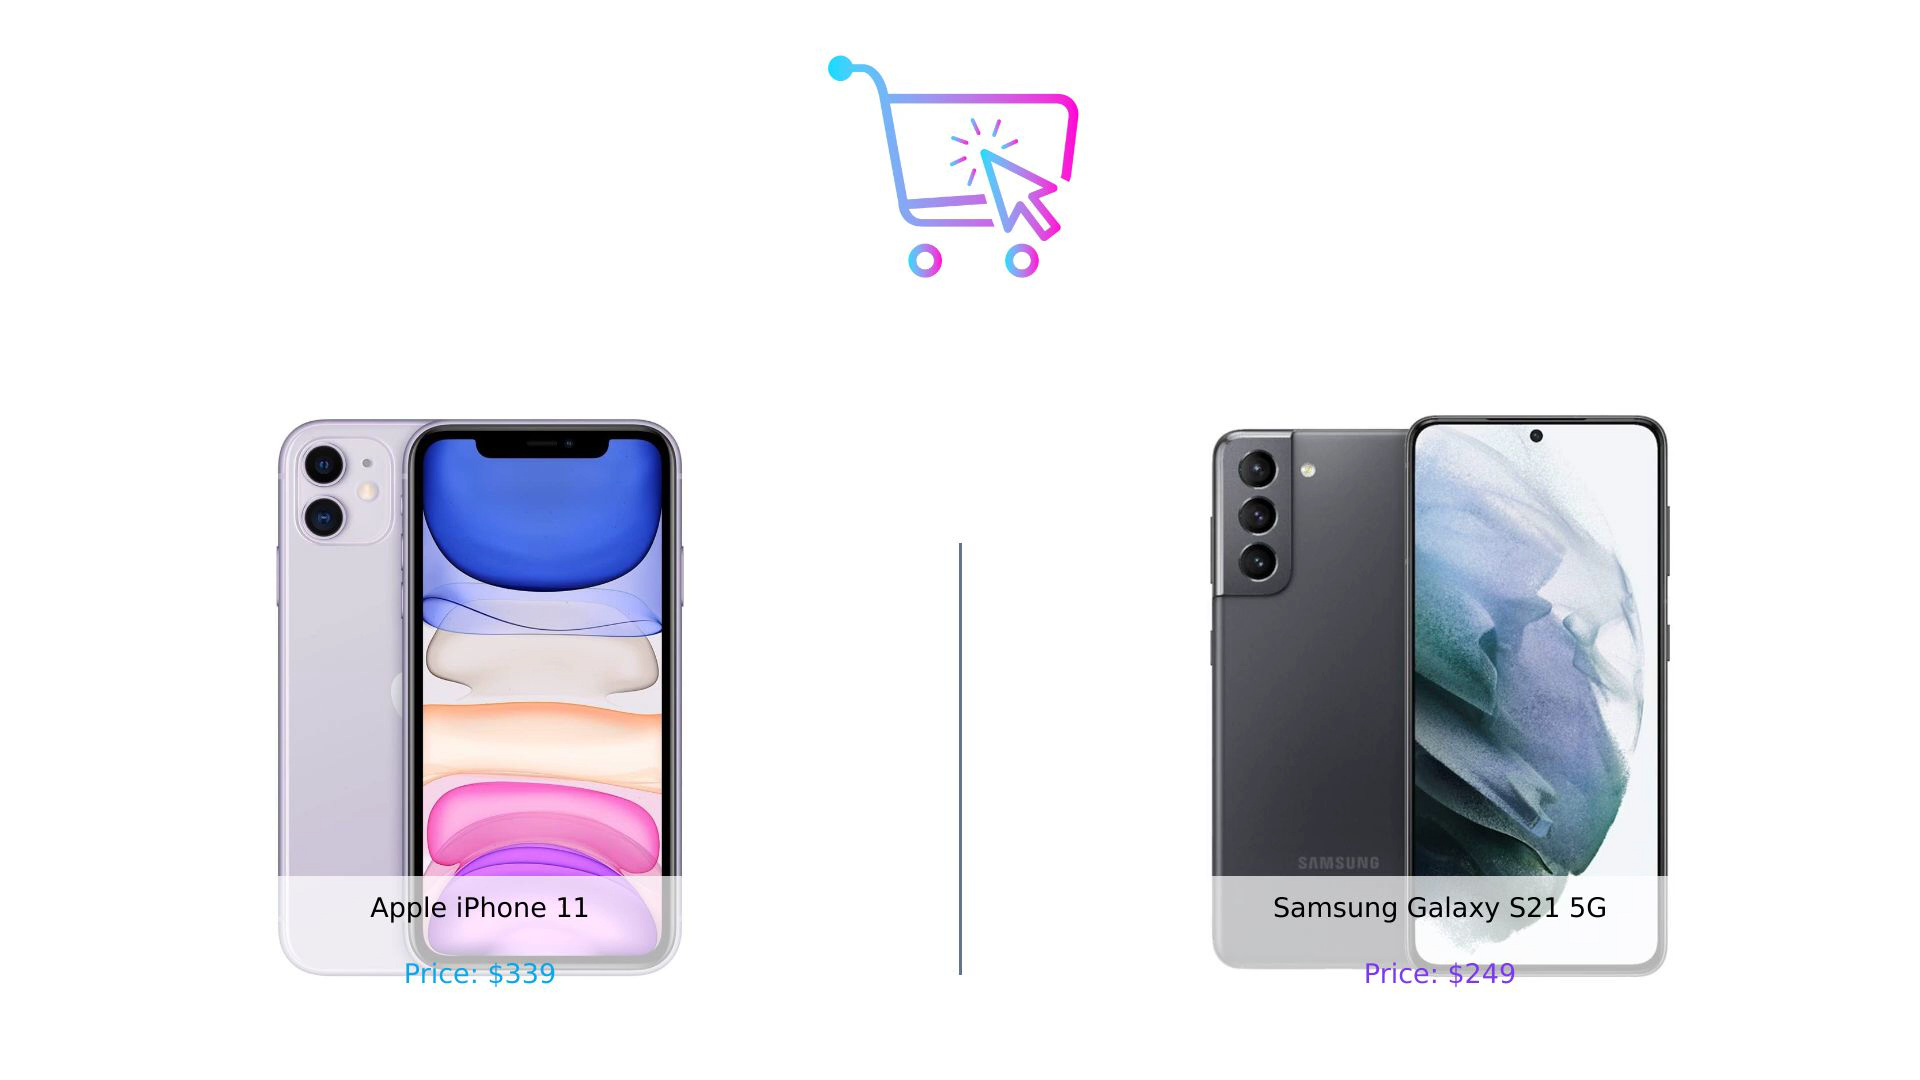 SAMSUNG
Apple iPhone 11
Samsung Galaxy S21 5G
Price: $339
Price: $249